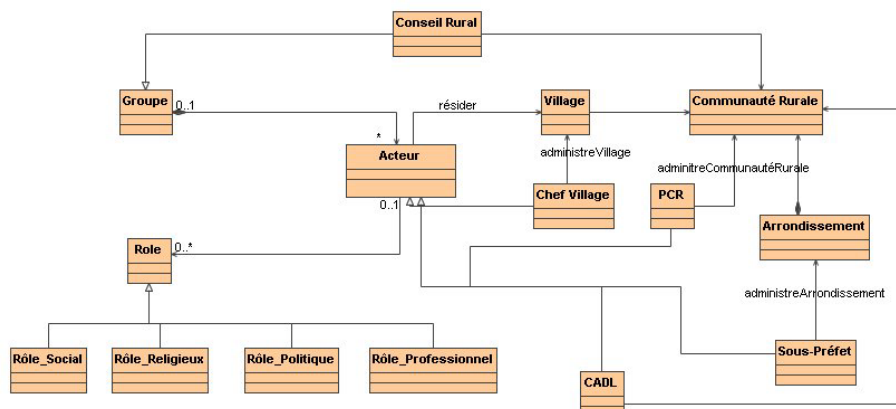 Conseil Rural
Groupe
0..1
résider
Village
Communauté Rurale
*
Acteur
administreVillage
adminitreCommunautéRurale
0..1
Chef Village
PCR
Arrondissement
Role
0..*
administreArrondissement
Rôle_Social
Rôle_Religieux
Rôle_Politique
Rôle_Professionnel
Sous-Préfet
CADL